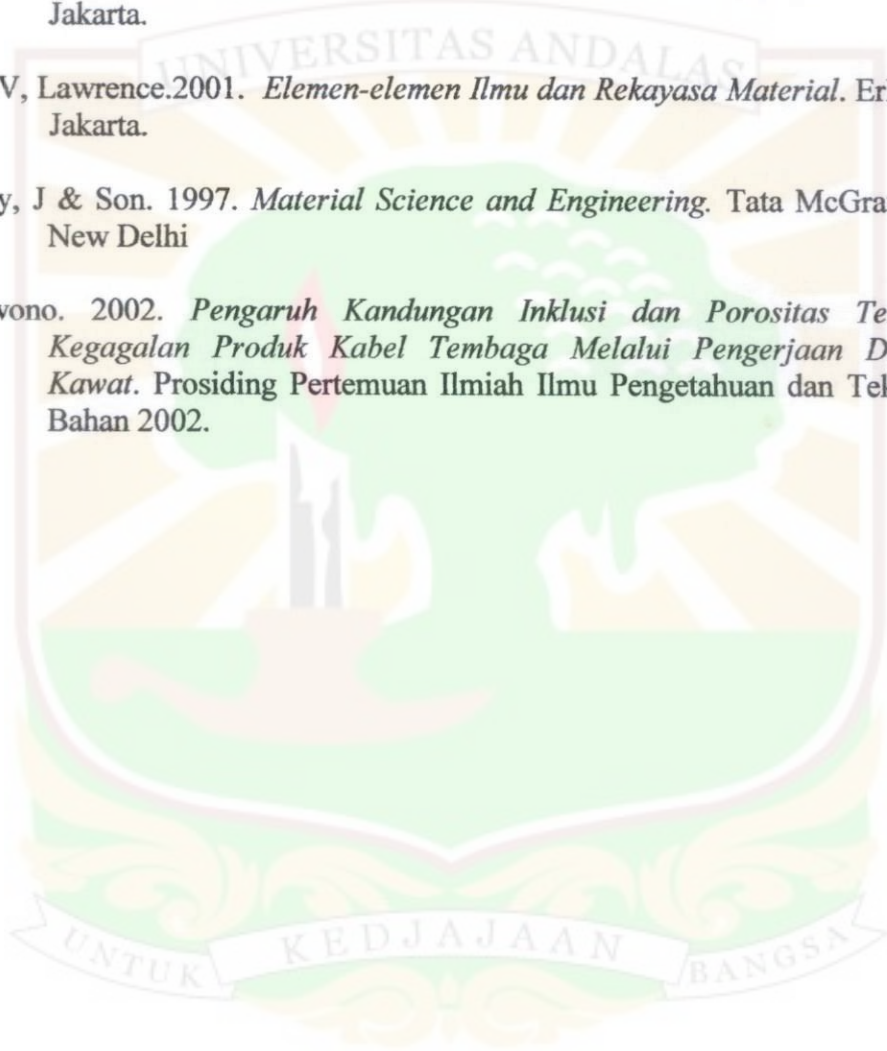 Jakarta.
UNIVERSITAS ANDALAS
V, Lawrence.2001. Elemen-elemen Ilmu dan Rekayasa Material. Er
Jakarta.
y, J & Son. 1997. Material Science and Engineering. Tata McGra
New Delhi
vono. 2002. Pengaruh Kandungan Inklusi dan Porositas Te
Kegagalan Produk Kabel Tembaga Melalui Pengerjaan D
Kawat. Prosiding Pertemuan Ilmiah Ilmu Pengetahuan dan Tek
Bahan 2002.
UNTUK KEDJAJAAN BANGSA